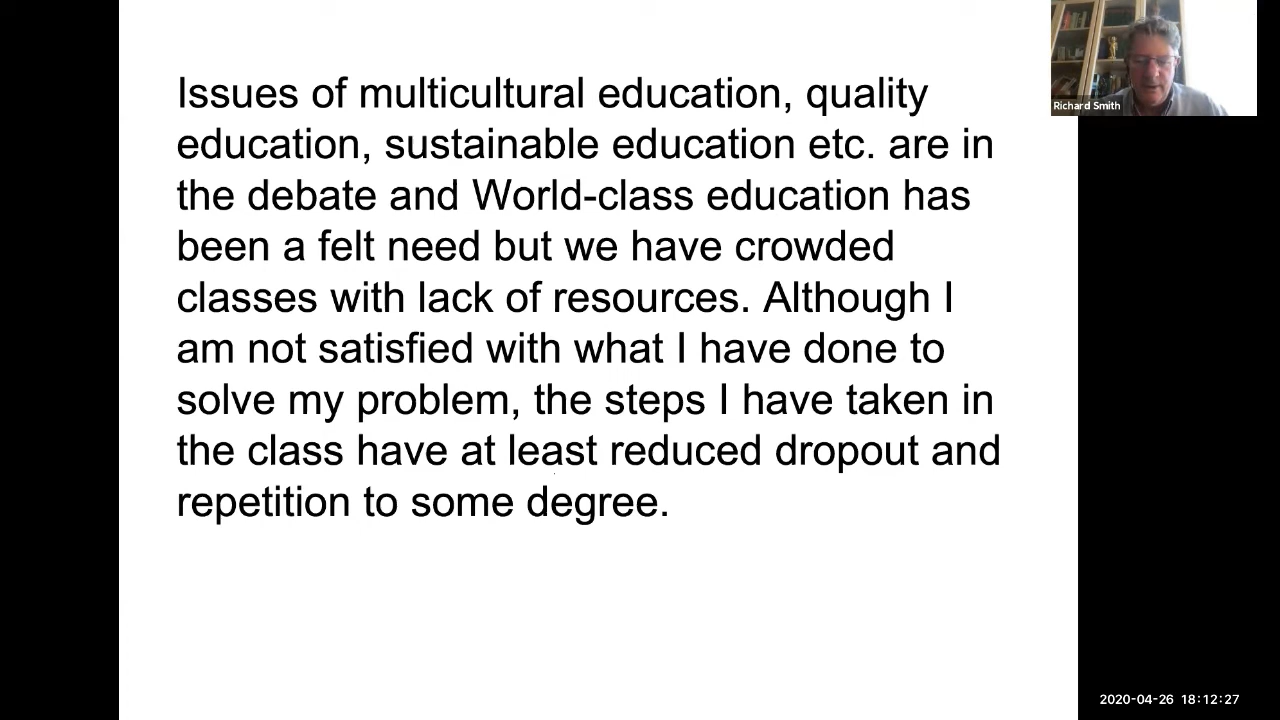 Issues of multicultural education, quality
education, sustainable education etc. are in
the debate and World-class education has
been a felt need but we have crowded
classes with lack of resources. Although I
am not satisfied with what I have done to
solve my problem, the steps I have taken in
the class have at least reduced dropout and
repetition to some degree.
Richard Smith
2020-04-26 18:12:27